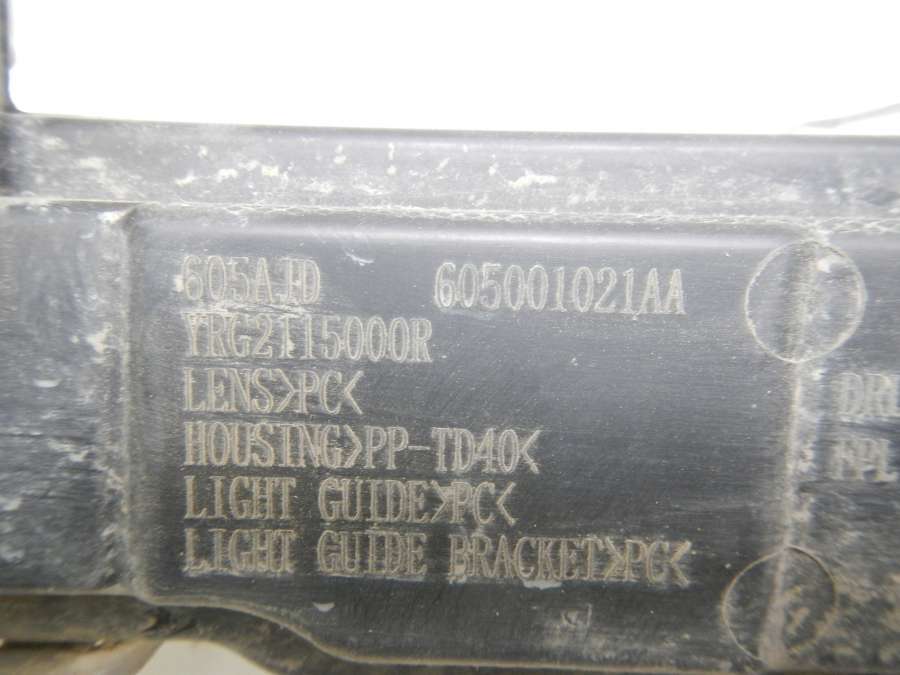 605AJD 605001021AA
YRG2T15000R
LENS>PC<
HOUSING>PP-TD40<
LIGHT GUIDE>PC<
LIGHT GUIDE BRACKET>PC<